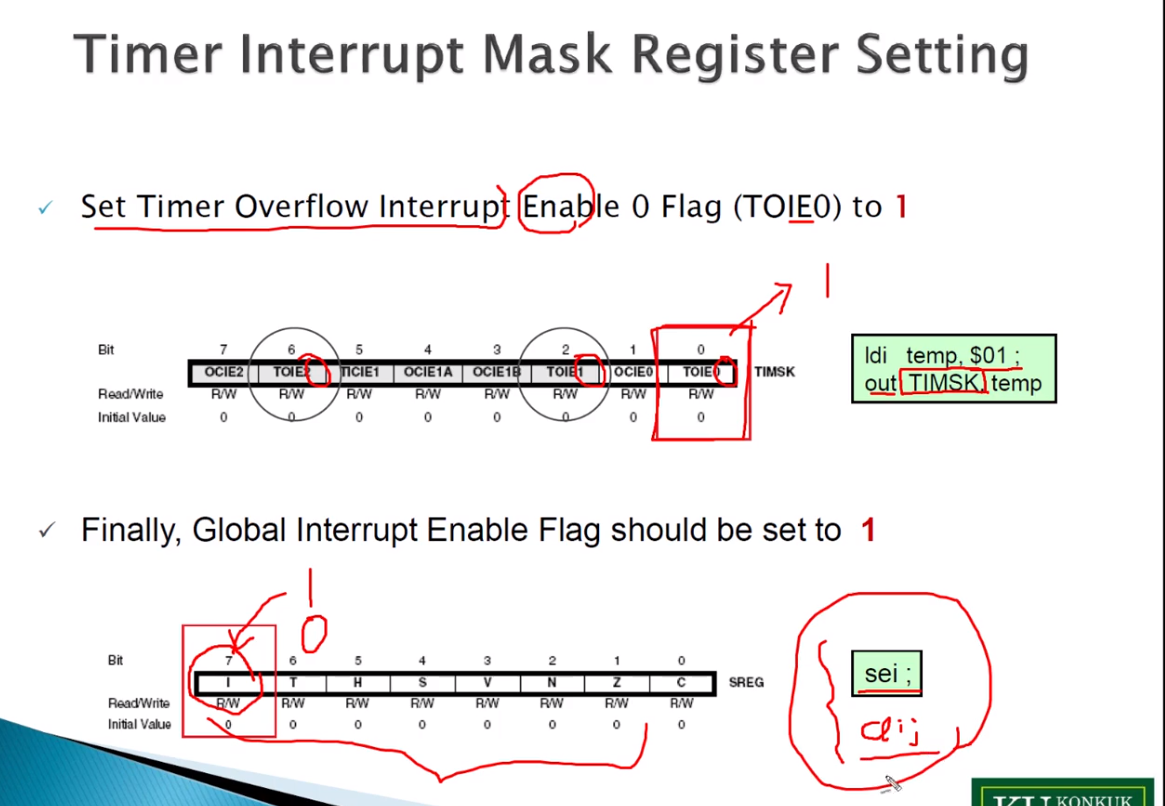 Timer Interrupt Mask Register Setting
✓ Set Timer Overflow Interrupt Enable 0 Flag (TOIE0) to 1
1
Bit 7 6 5 4 3 2 1 0
OCIE2 TOIE2 TICIE1 OCIE1A OCIE1B TOIE1 OCIE0 TOIE0 TIMSK
Read/Write R/W R/W R/W R/W R/W R/W R/W R/W
Initial Value 0 0 0 0 0 0 0 0
ldi temp, $01 ;
out TIMSK, temp
✓ Finally, Global Interrupt Enable Flag should be set to 1
1
0
Bit 7 6 5 4 3 2 1 0
I T H S V N Z C SREG
Read/Write R/W R/W R/W R/W R/W R/W R/W R/W
Initial Value 0 0 0 0 0 0 0 0
sei ;
cli;
KU KONKUK